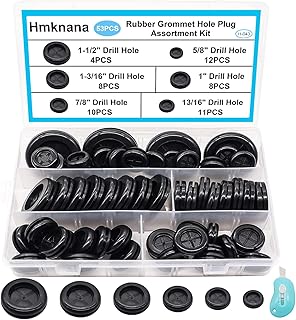 Hmknana
53PCS
Rubber Grommet Hole Plug
Assortment Kit
1-1/2" Drill Hole
4PCS
5/8" Drill Hole
12PCS
1-3/16" Drill Hole
8PCS
1" Drill Hole
8PCS
7/8" Drill Hole
10PCS
13/16" Drill Hole
11PCS